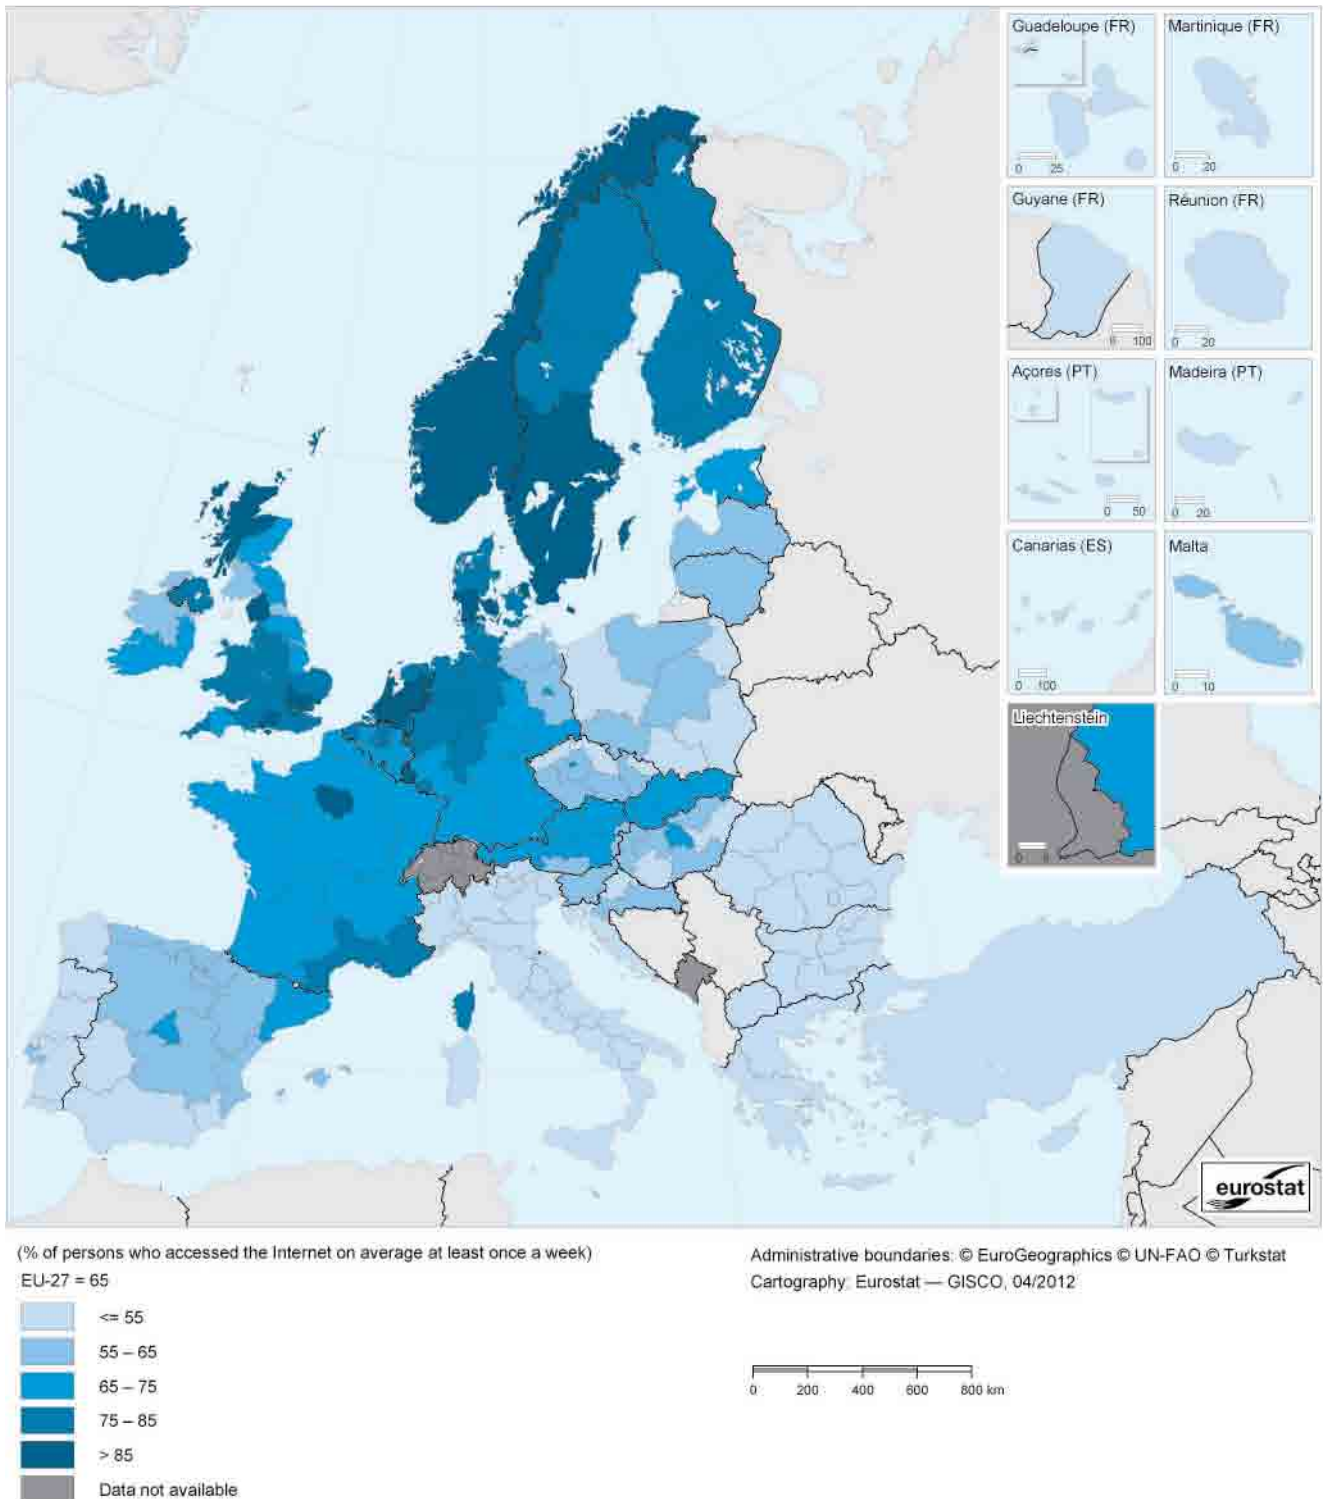 Guadeloupe (FR)
Martinique (FR)
0 25
0 20
Guyane (FR)
Réunion (FR)
0 100
0 20
Açores (PT)
Madeira (PT)
0 50
0 20
Canarias (ES)
Malta
0 100
0 10
Liechtenstein
0
eurostat
(% of persons who accessed the Internet on average at least once a week)
EU-27 = 65
<= 55
55 – 65
65 – 75
75 – 85
> 85
Data not available
Administrative boundaries: © EuroGeographics © UN-FAO © Turkstat
Cartography: Eurostat — GISCO, 04/2012
0 200 400 600 800 km